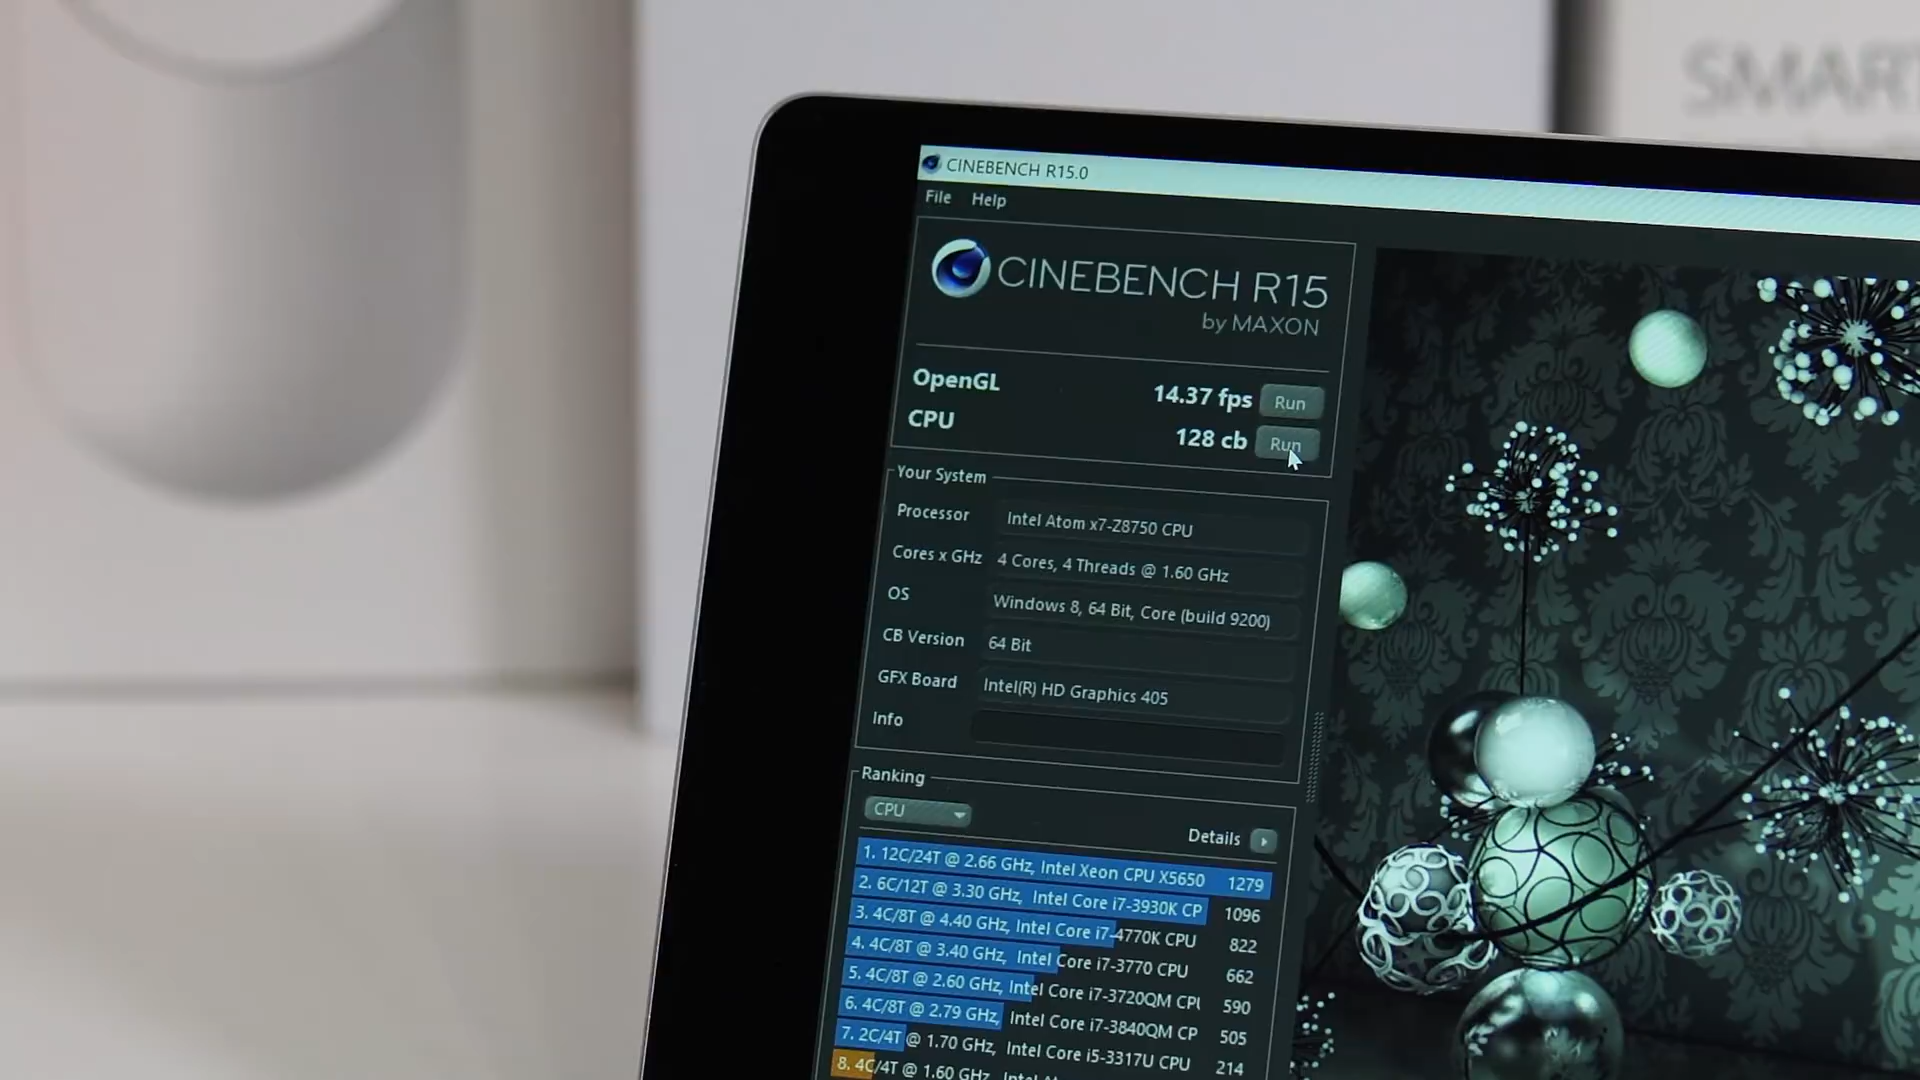 SMART
CINEBENCH R15.0
File Help
CINEBENCH R15
by MAXON
OpenGL 14.37 fps Run
CPU 128 cb Run
Your System
Processor Intel Atom x7-Z8750 CPU
Cores x GHz 4 Cores, 4 Threads @ 1.60 GHz
OS Windows 8, 64 Bit, Core (build 9200)
CB Version 64 Bit
GFX Board Intel(R) HD Graphics 405
Info
Ranking
CPU
Details
1. 12C/24T @ 2.66 GHz, Intel Xeon CPU X5650 1279
2. 6C/12T @ 3.30 GHz, Intel Core i7-3930K CP 1096
3. 4C/8T @ 4.40 GHz, Intel Core i7-4770K CPU 822
4. 4C/8T @ 3.40 GHz, Intel Core i7-3770 CPU 662
5. 4C/8T @ 2.60 GHz, Intel Core i7-3720QM CPU 590
6. 4C/8T @ 2.79 GHz, Intel Core i7-3840QM CP 505
7. 2C/4T @ 1.70 GHz, Intel Core i5-3317U CPU 214
8. 4C/4T @ 1.60 GHz,